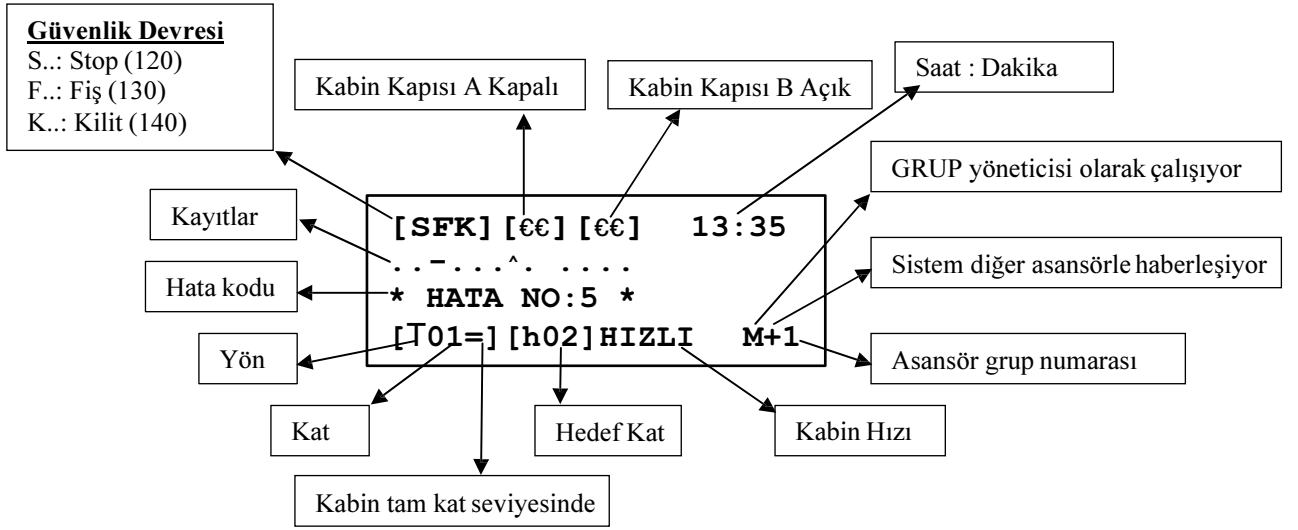 Güvenlik Devresi
S..: Stop (120)
F..: Fiş (130)
K..: Kilit (140)
Kabin Kapısı A Kapalı
Kabin Kapısı B Açık
Saat : Dakika
GRUP yöneticisi olarak çalışıyor
Kayıtlar
[SFK][€€][€€] 13:35
..‾...^. ....
Sistem diğer asansörle haberleşiyor
Hata kodu
* HATA NO:5 *
Yön
[⊤01=][h02]HIZLI M+1
Asansör grup numarası
Kat
Hedef Kat
Kabin Hızı
Kabin tam kat seviyesinde